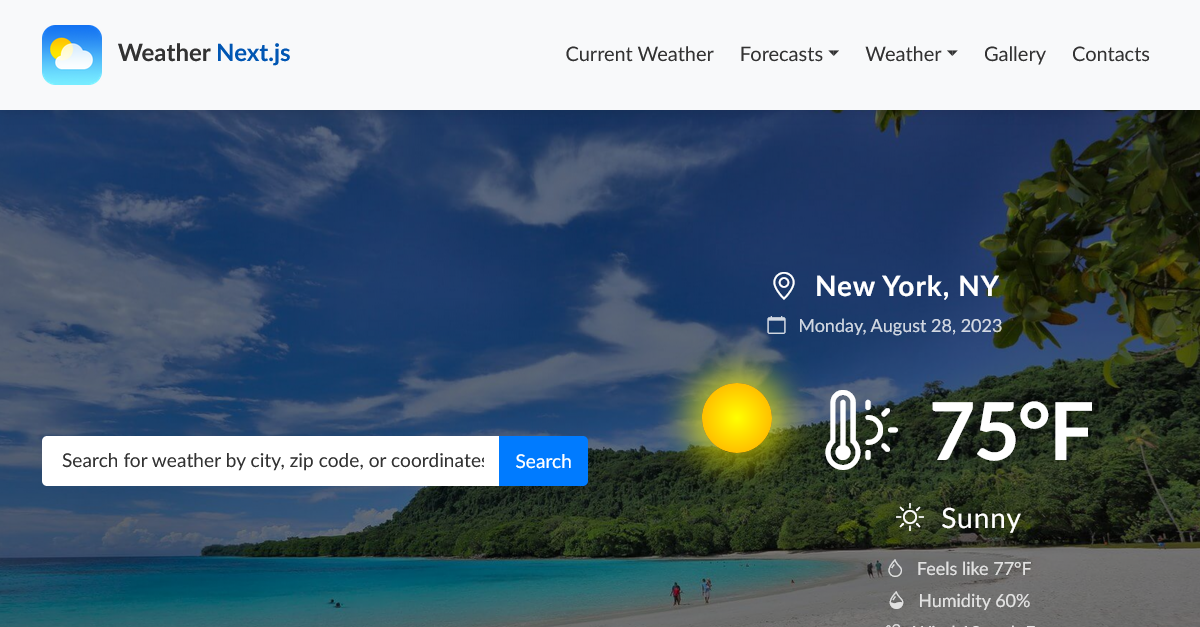 Weather Next.js
Current Weather Forecasts Weather Gallery Contacts
New York, NY
Monday, August 28, 2023
75°F
Search for weather by city, zip code, or coordinates
Search
Sunny
Feels like 77°F
Humidity 60%